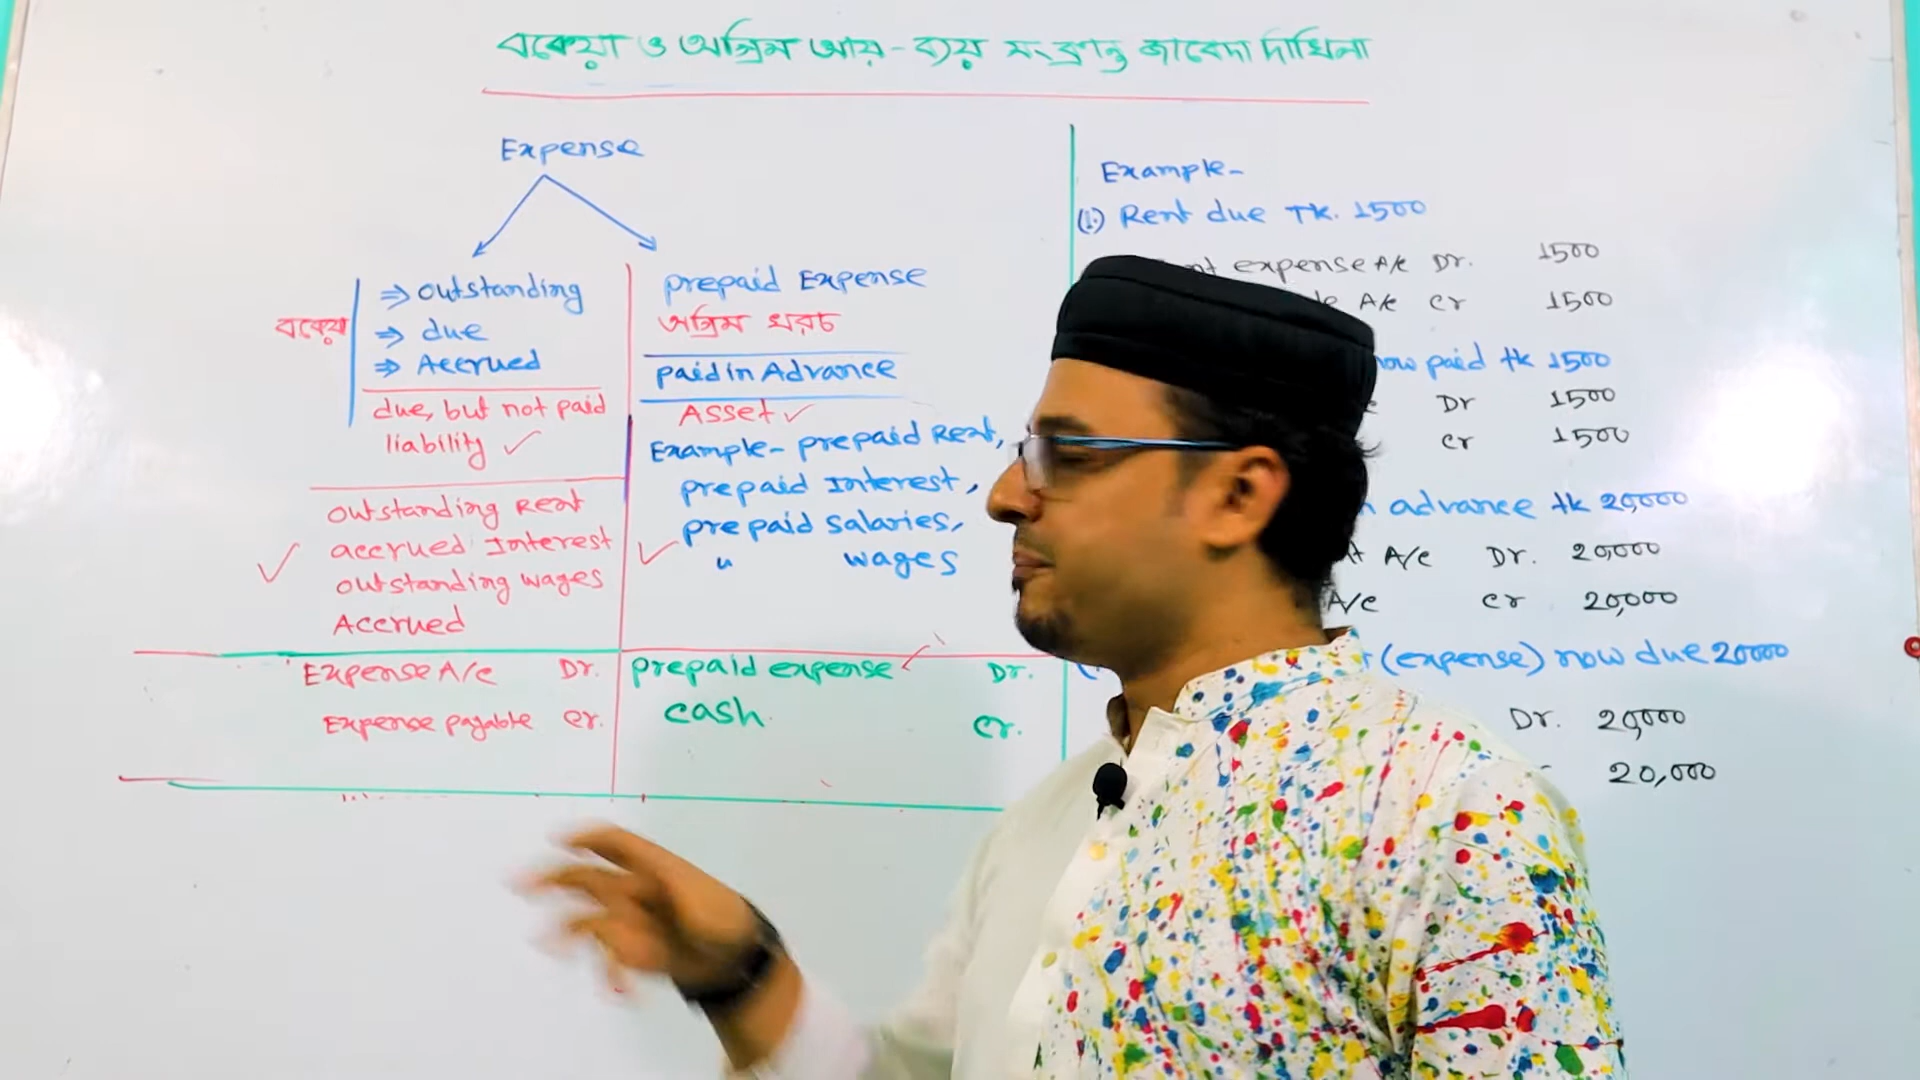 বকেয়া ও অগ্রিম আয়-ব্যয় সংক্রান্ত জাবেদা দাখিলা
Expense
বকেয়া
⇒ outstanding
⇒ due
⇒ Accrued
due, but not paid
liability ✓
outstanding Rent
accrued Interest
outstanding wages
Accrued
Expense A/c Dr.
Expense payable Cr.
prepaid Expense
অগ্রিম খরচ
paid in Advance
Asset ✓
Example- prepaid Rent,
prepaid Interest,
prepaid salaries,
" wages
prepaid expense Dr.
cash Cr.
Example-
(1) Rent due TK. 1500
expense A/c Dr. 1500
A/c Cr 1500
now paid tk 1500
Dr 1500
Cr 1500
advance tk 20,000
A/c Dr. 20,000
A/c Cr 20,000
(expense) now due 20000
Dr. 20,000
20,000